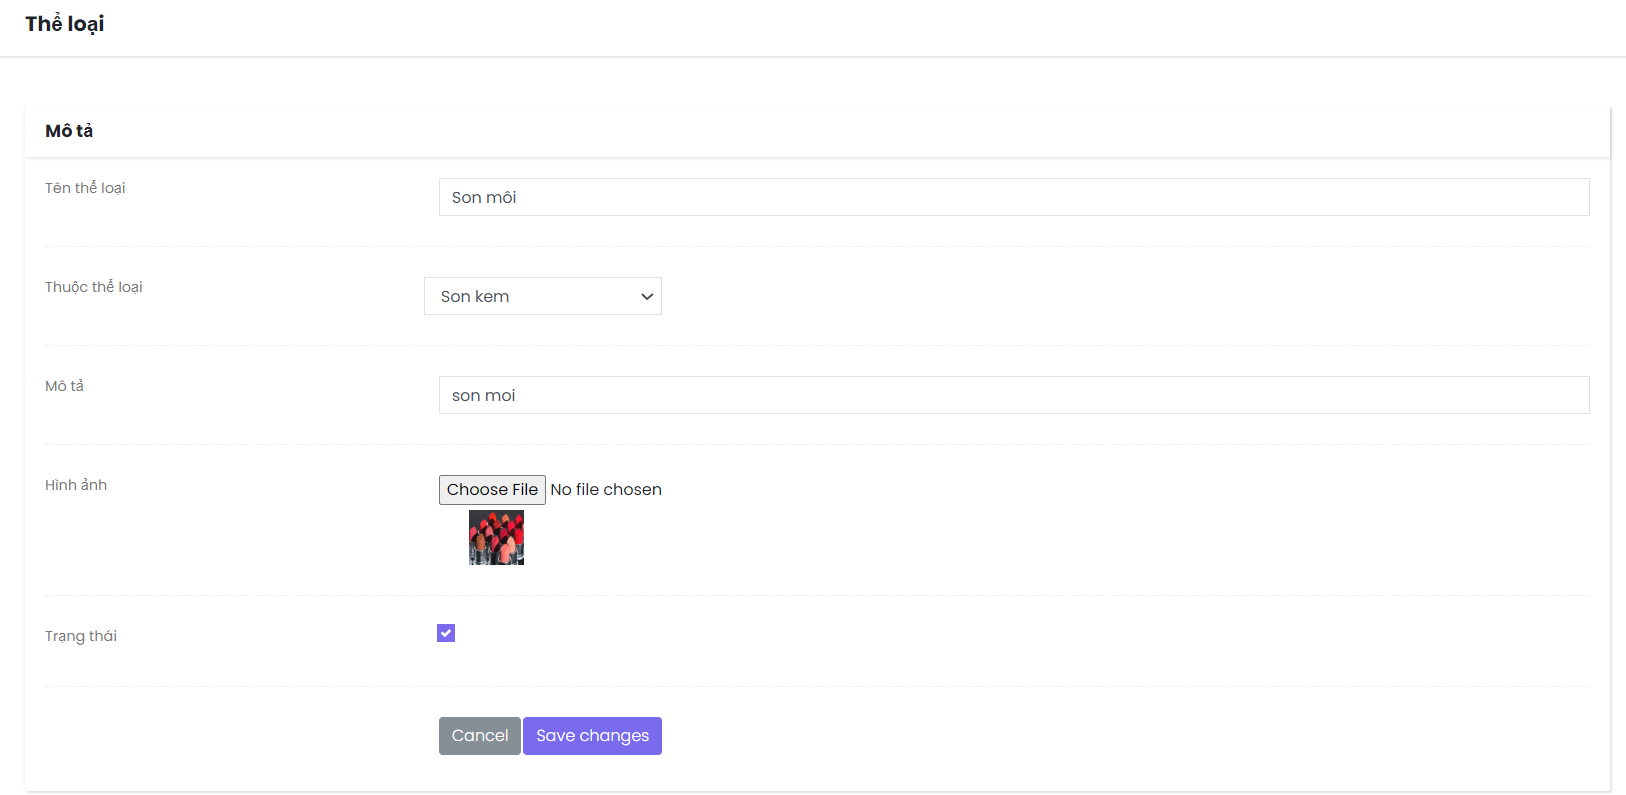 Thể loại
Mô tả
Tên thể loại
Son môi
Thuộc thể loại
Son kem
Mô tả
son moi
Hình ảnh
Choose File No file chosen
Trạng thái
Cancel Save changes